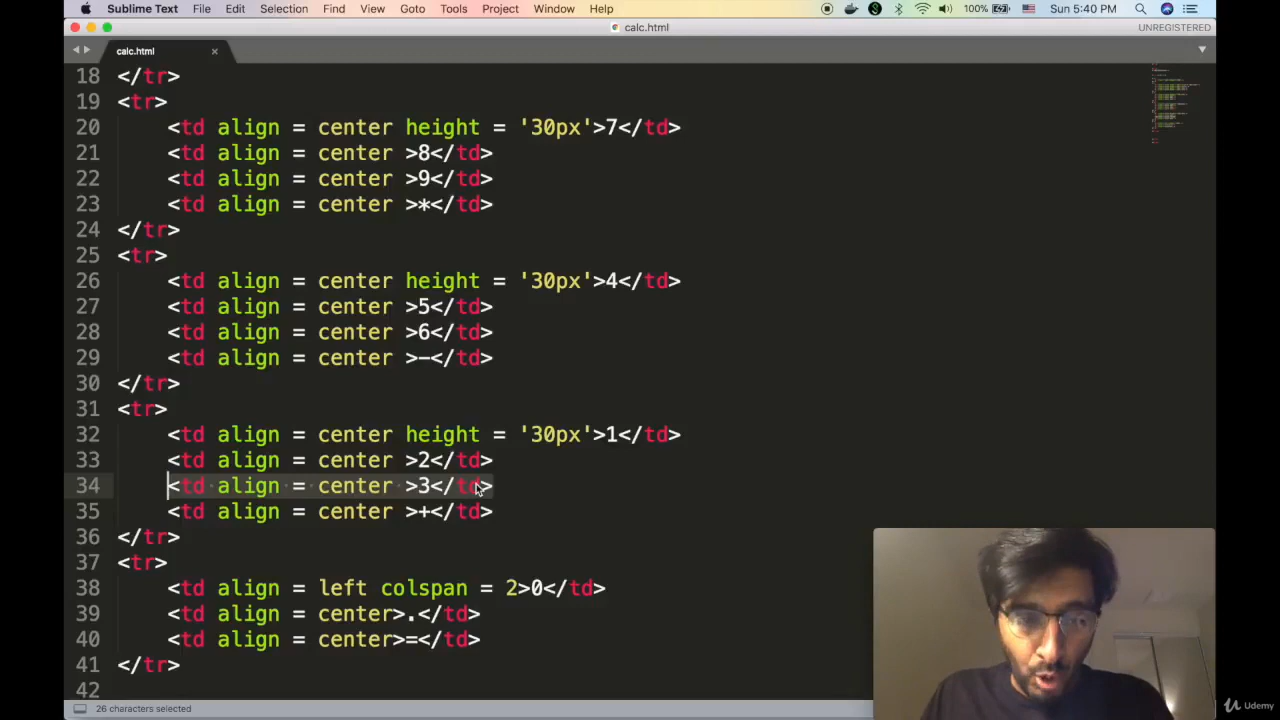 Sublime Text File Edit Selection Find View Goto Tools Project Window Help 100% Sun 5:40 PM
calc.html UNREGISTERED
calc.html ×
18 </tr>
19 <tr>
20 <td align = center height = '30px'>7</td>
21 <td align = center >8</td>
22 <td align = center >9</td>
23 <td align = center >*</td>
24 </tr>
25 <tr>
26 <td align = center height = '30px'>4</td>
27 <td align = center >5</td>
28 <td align = center >6</td>
29 <td align = center >-</td>
30 </tr>
31 <tr>
32 <td align = center height = '30px'>1</td>
33 <td align = center >2</td>
34 <td align = center >3</td>
35 <td align = center >+</td>
36 </tr>
37 <tr>
38 <td align = left colspan = 2>0</td>
39 <td align = center>.</td>
40 <td align = center>=</td>
41 </tr>
42
26 characters selected
Udemy